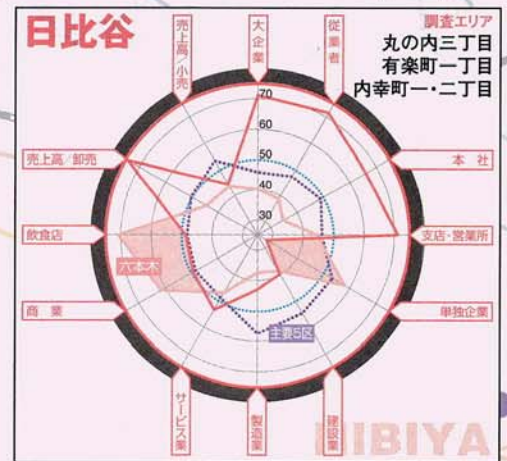 日比谷
調査エリア
丸の内三丁目
有楽町一丁目
内幸町一・二丁目
売上高/小売
大企業
従業者
売上高/卸売
本社
飲食店
支店・営業所
商業
単独企業
サービス業
製造業
建設業
70
60
50
40
30
六本木
主要5区
HIBIYA